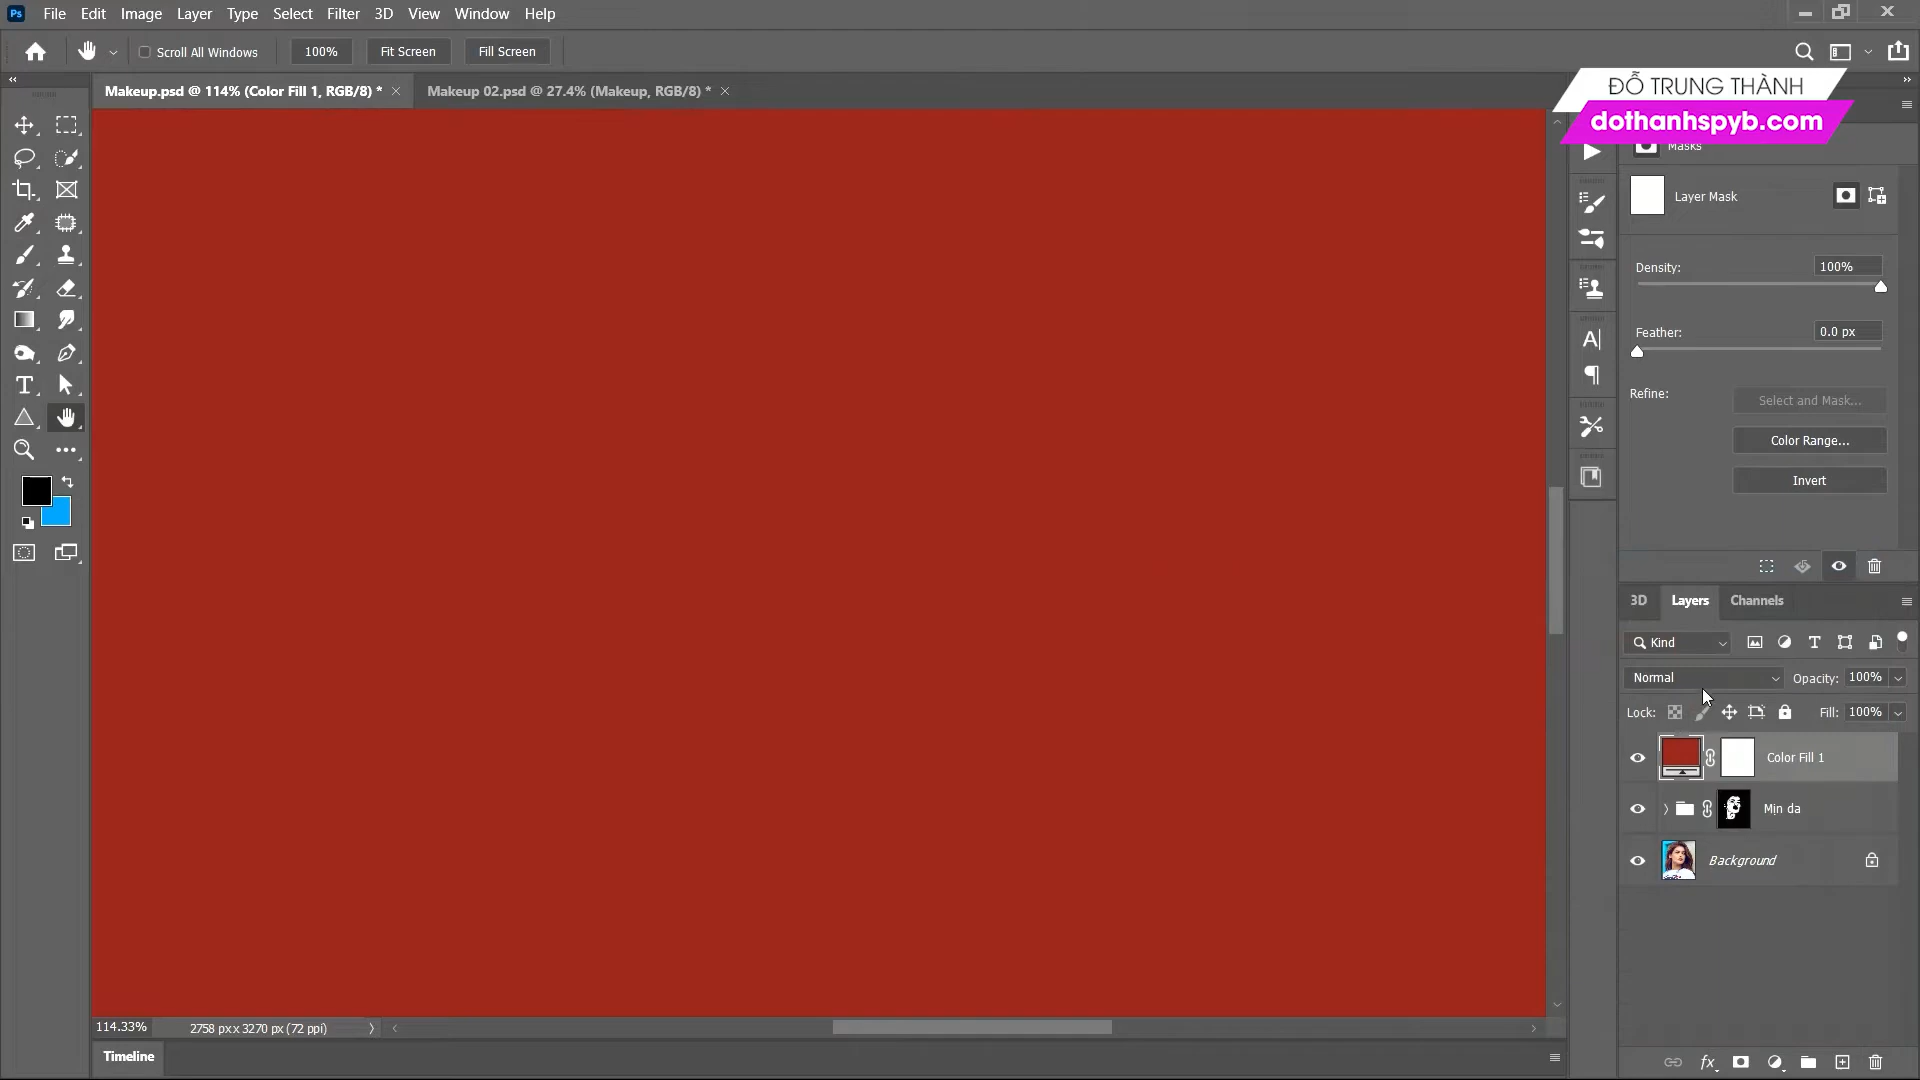 Ps File Edit Image Layer Type Select Filter 3D View Window Help
Scroll All Windows 100% Fit Screen Fill Screen
Makeup.psd @ 114% (Color Fill 1, RGB/8) * Makeup 02.psd @ 27.4% (Makeup, RGB/8) *
ĐỖ TRUNG THÀNH
dothanhspyb.com
Masks
Layer Mask
Density: 100%
Feather: 0.0 px
Refine: Select and Mask...
Color Range...
Invert
3D Layers Channels
Kind
Normal Opacity: 100%
Lock: Fill: 100%
Color Fill 1
Mịn da
Background
114.33% 2758 px x 3270 px (72 ppi)
Timeline